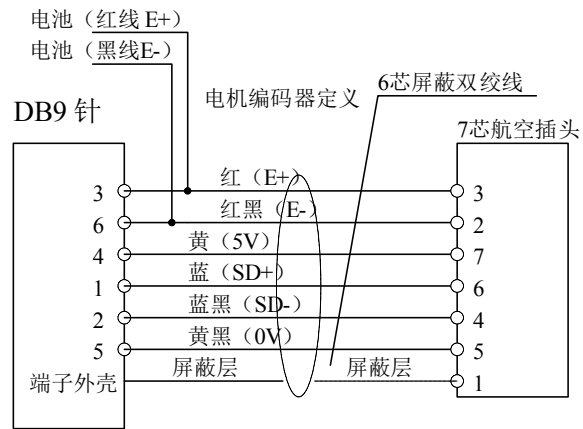 电池（红线 E+）
电池（黑线E-）
电机编码器定义
6芯屏蔽双绞线
DB9 针
7芯航空插头
3 红（E+） 3
6 红黑（E-） 2
4 黄（5V） 7
1 蓝（SD+） 6
2 蓝黑（SD-） 4
5 黄黑（0V） 5
端子外壳 屏蔽层 屏蔽层 1